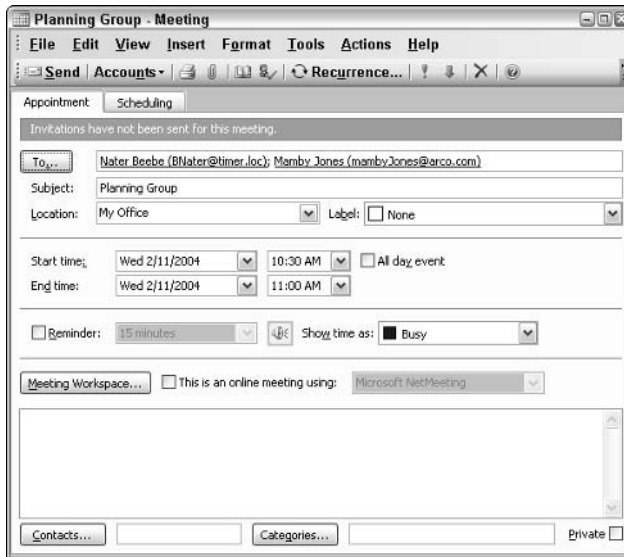 Planning Group - Meeting
File Edit View Insert Format Tools Actions Help
Send Accounts Recurrence...
Appointment Scheduling
Invitations have not been sent for this meeting.
To... Nater Beebe (BNater@timer.loc); Mamby Jones (mambyJones@arco.com)
Subject: Planning Group
Location: My Office Label: None
Start time: Wed 2/11/2004 10:30 AM All day event
End time: Wed 2/11/2004 11:00 AM
Reminder: 15 minutes Show time as: Busy
Meeting Workspace... This is an online meeting using: Microsoft NetMeeting
Contacts... Categories... Private